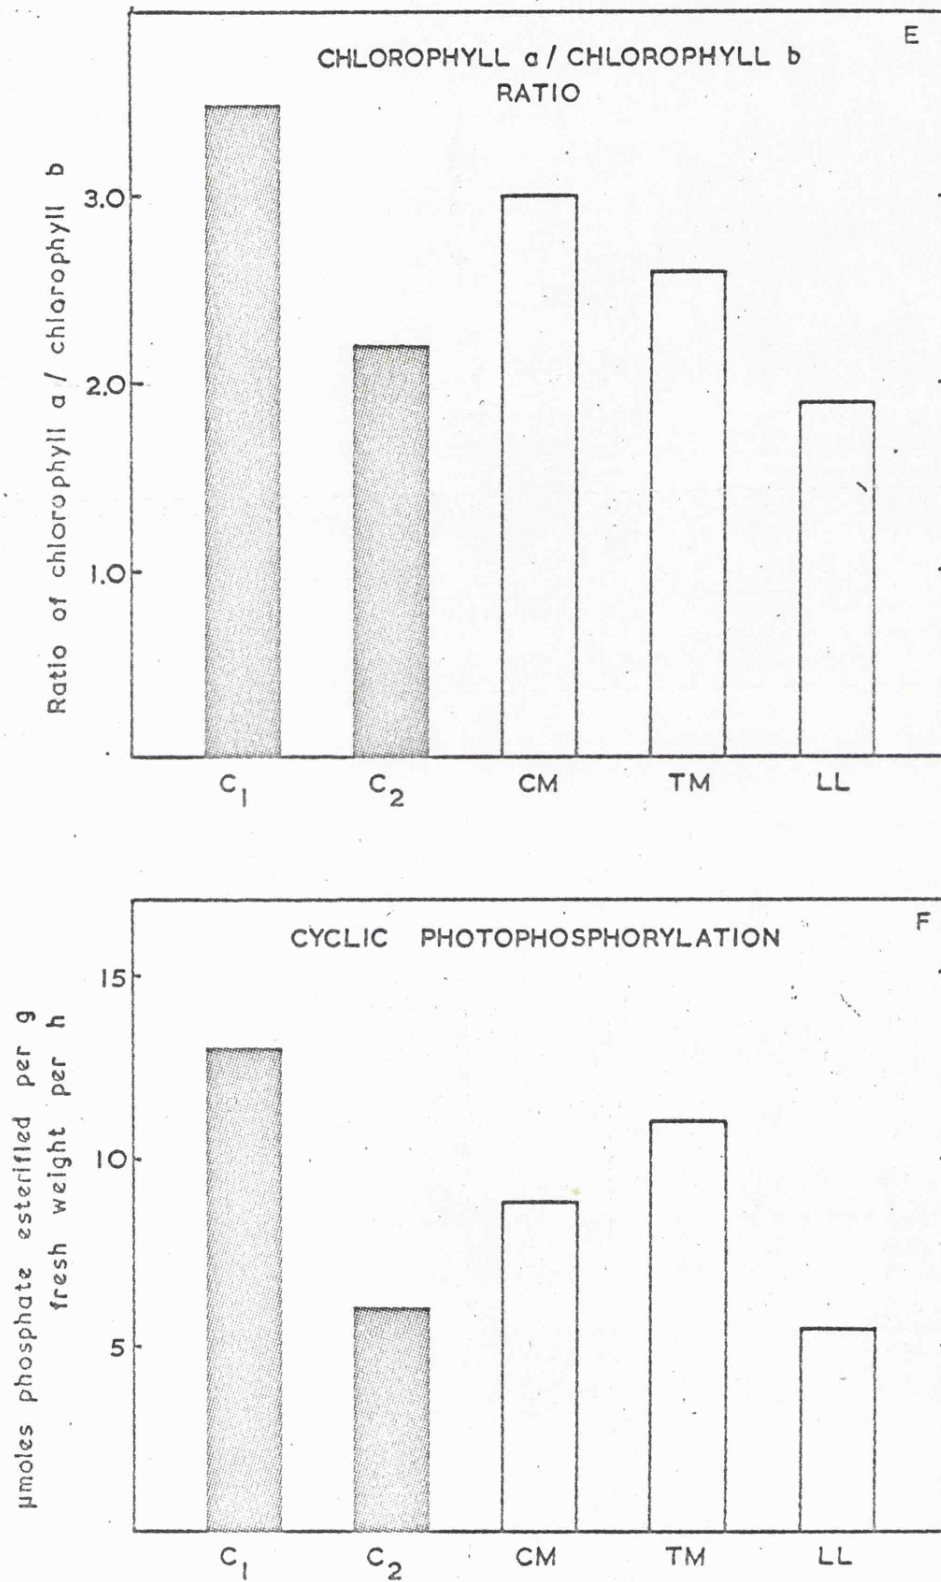 E
CHLOROPHYLL a / CHLOROPHYLL b
RATIO
Ratio of chlorophyll a / chlorophyll b
3.0
2.0
1.0
C1
C2
CM
TM
LL
F
CYCLIC PHOTOPHOSPHORYLATION
µmoles phosphate esterified per g
fresh weight per h
15
10
5
C1
C2
CM
TM
LL